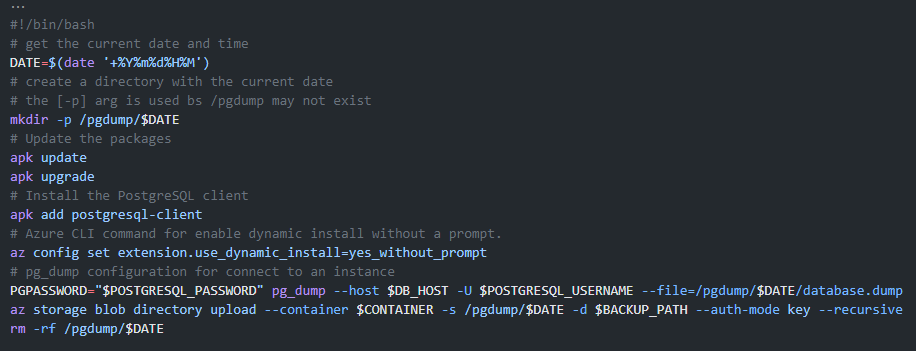 ...
#!/bin/bash
# get the current date and time
DATE=$(date '+%Y%m%d%H%M')
# create a directory with the current date
# the [-p] arg is used bs /pgdump may not exist
mkdir -p /pgdump/$DATE
# Update the packages
apk update
apk upgrade
# Install the PostgreSQL client
apk add postgresql-client
# Azure CLI command for enable dynamic install without a prompt.
az config set extension.use_dynamic_install=yes_without_prompt
# pg_dump configuration for connect to an instance
PGPASSWORD="$POSTGRESQL_PASSWORD" pg_dump --host $DB_HOST -U $POSTGRESQL_USERNAME --file=/pgdump/$DATE/database.dump
az storage blob directory upload --container $CONTAINER -s /pgdump/$DATE -d $BACKUP_PATH --auth-mode key --recursive
rm -rf /pgdump/$DATE